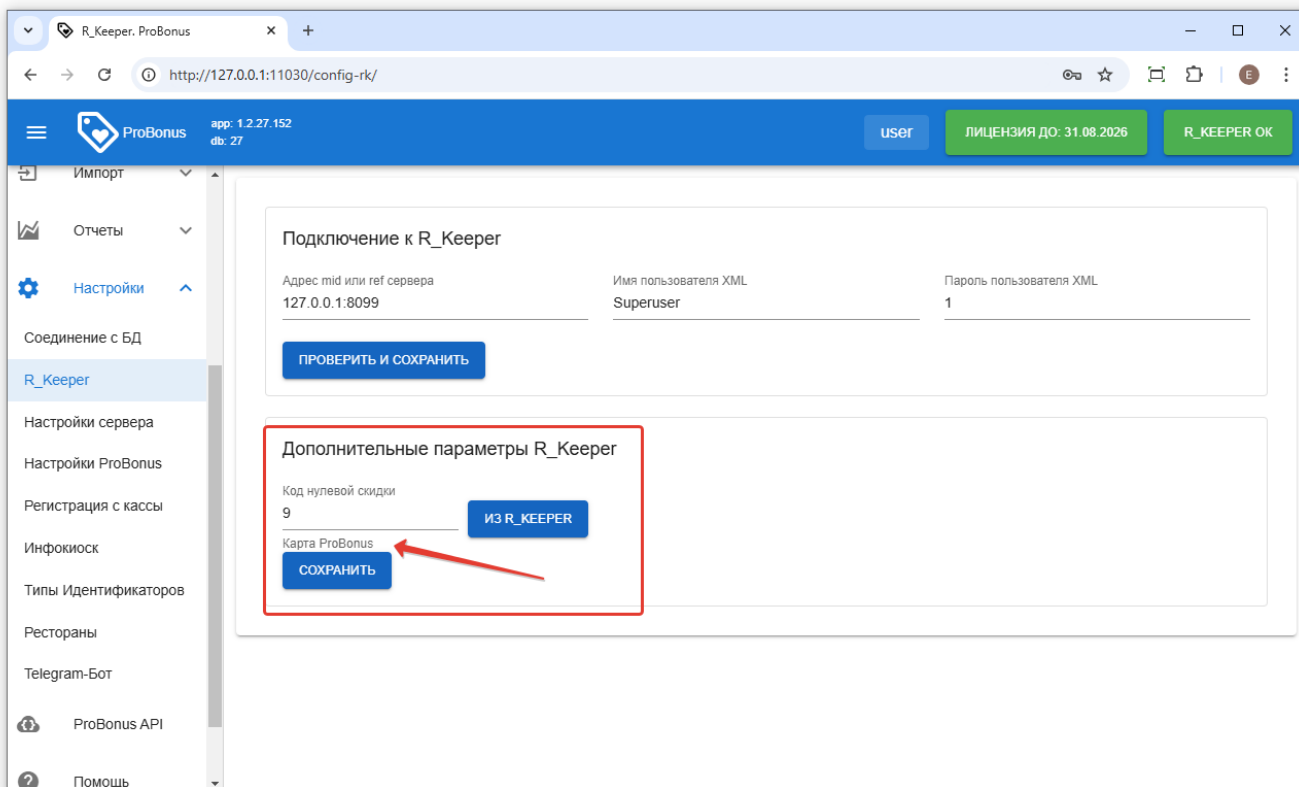 R_Keeper. ProBonus
http://127.0.0.1:11030/config-rk/
E
ProBonus
app: 1.2.27.152
db: 27
user
ЛИЦЕНЗИЯ ДО: 31.08.2026
R_KEEPER OK
Импорт
Отчеты
Настройки
Соединение с БД
R_Keeper
Настройки сервера
Настройки ProBonus
Регистрация с кассы
Инфокиоск
Типы Идентификаторов
Рестораны
Telegram-Бот
ProBonus API
Помощь
Подключение к R_Keeper
Адрес mid или ref сервера
127.0.0.1:8099
Имя пользователя XML
Superuser
Пароль пользователя XML
1
ПРОВЕРИТЬ И СОХРАНИТЬ
Дополнительные параметры R_Keeper
Код нулевой скидки
9
ИЗ R_KEEPER
Карта ProBonus
СОХРАНИТЬ